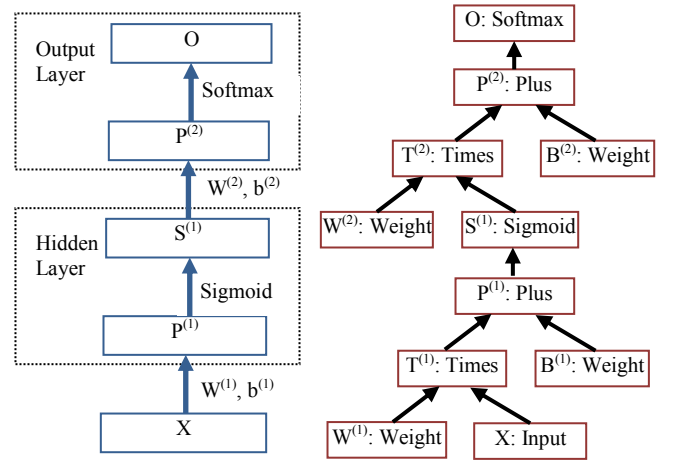 Output
Layer
O
Softmax
P⁽²⁾
W⁽²⁾, b⁽²⁾
Hidden
Layer
S⁽¹⁾
Sigmoid
P⁽¹⁾
W⁽¹⁾, b⁽¹⁾
X
O: Softmax
P⁽²⁾: Plus
T⁽²⁾: Times
B⁽²⁾: Weight
W⁽²⁾: Weight
S⁽¹⁾: Sigmoid
P⁽¹⁾: Plus
T⁽¹⁾: Times
B⁽¹⁾: Weight
W⁽¹⁾: Weight
X: Input